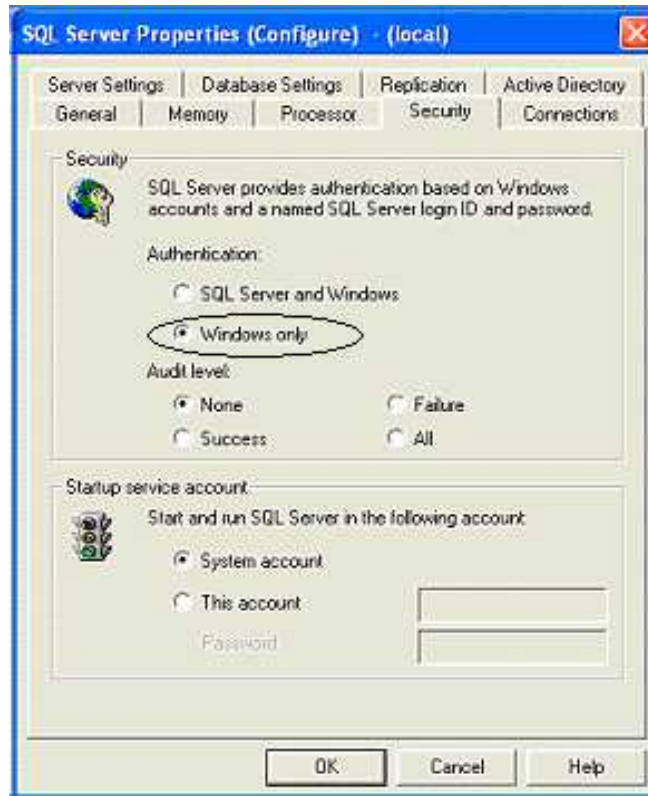 SQL Server Properties (Configure) - (local)
Server Settings Database Settings Replication Active Directory
General Memory Processor Security Connections
Security
SQL Server provides authentication based on Windows
accounts and a named SQL Server login ID and password.
Authentication:
SQL Server and Windows
Windows only
Audit level:
None Failure
Success All
Startup service account
Start and run SQL Server in the following account
System account
This account
Password
OK Cancel Help